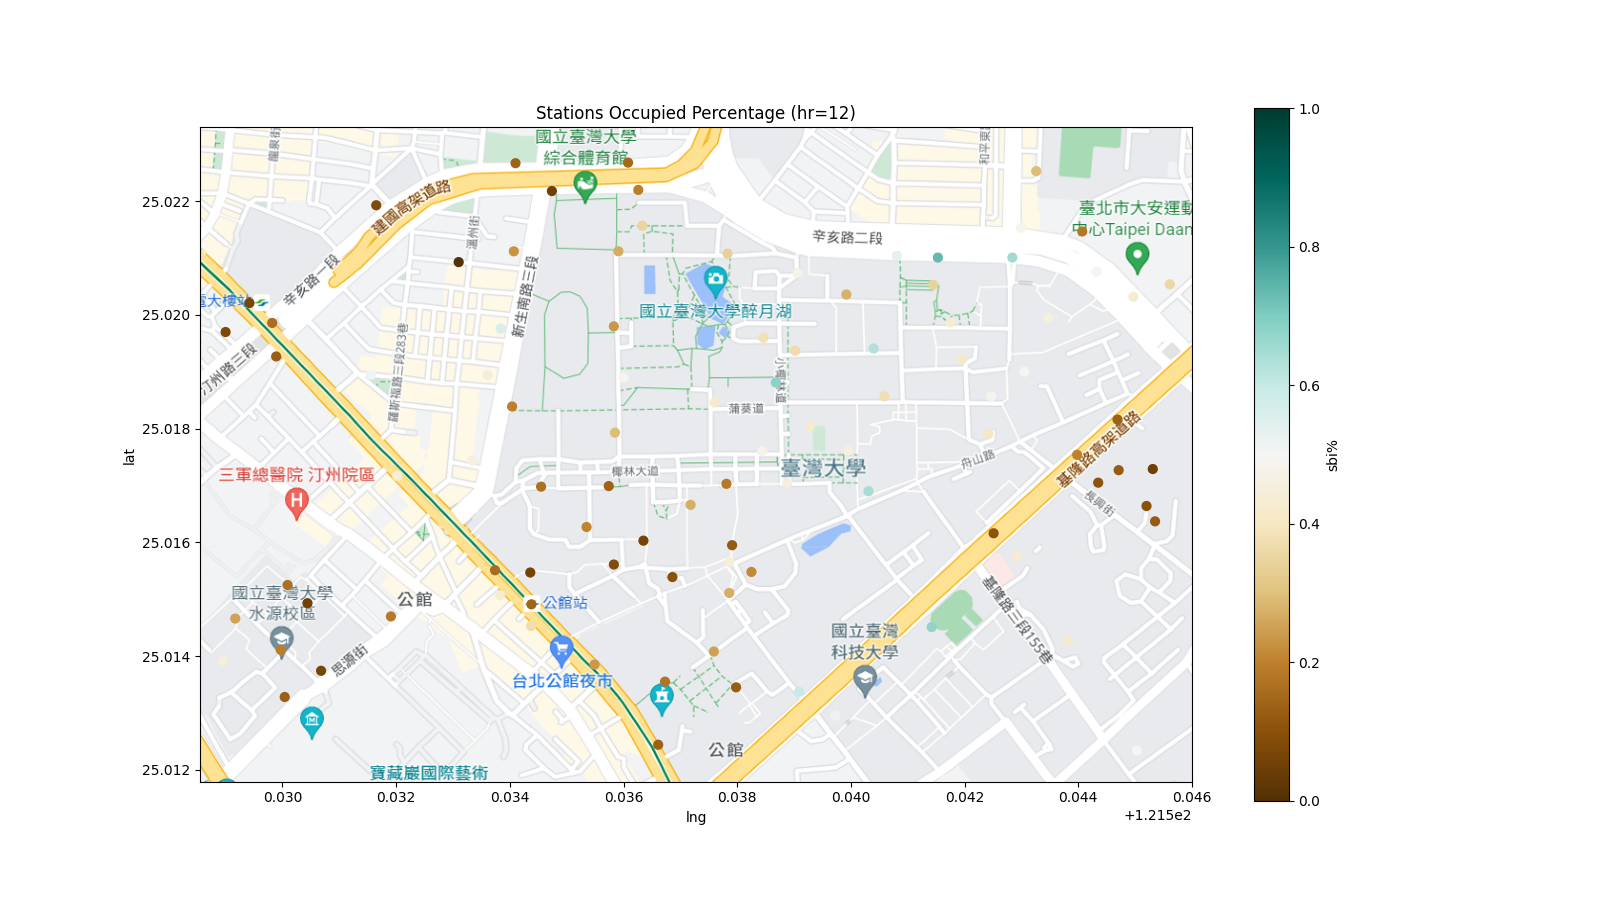 Stations Occupied Percentage (hr=12)
國立臺灣大學
綜合體育館
龍泉街
和平東
建國高架道路
溫州街
臺北市大安運動
中心Taipei Daan
辛亥路二段
辛亥路一段
新生南路三段
電大樓站
國立臺灣大學醉月湖
汀州路三段
羅斯福路三段283巷
小椰林道
蒲葵道
基隆路高架道路
三軍總醫院 汀州院區
椰林大道
臺灣大學
舟山路
長興街
國立臺灣大學
水源校區
公館
公館站
基隆路三段155巷
國立臺灣
科技大學
思源街
台北公館夜市
公館
寶藏巖國際藝術
lat
25.022
25.020
25.018
25.016
25.014
25.012
0.030
0.032
0.034
0.036
0.038
0.040
0.042
0.044
0.046
+1.215e2
lng
1.0
0.8
0.6
0.4
0.2
0.0
sbi%